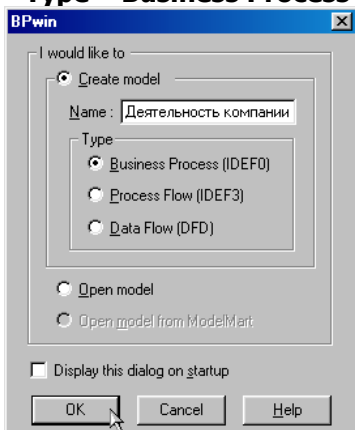 Type – Business Process
BPwin
I would like to
Create model
Name : Деятельность компании
Type
Business Process (IDEF0)
Process Flow (IDEF3)
Data Flow (DFD)
Open model
Open model from ModelMart
Display this dialog on startup
OK Cancel Help